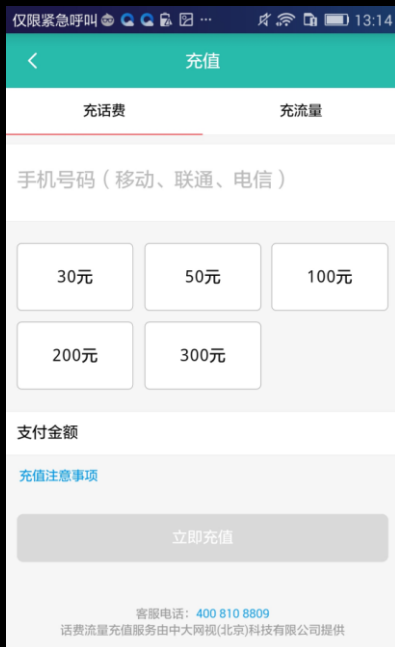 仅限紧急呼叫 ... 13:14
充值
充话费 充流量
手机号码（移动、联通、电信）
30元 50元 100元
200元 300元
支付金额
充值注意事项
立即充值
客服电话：400 810 8809
话费流量充值服务由中大网视(北京)科技有限公司提供